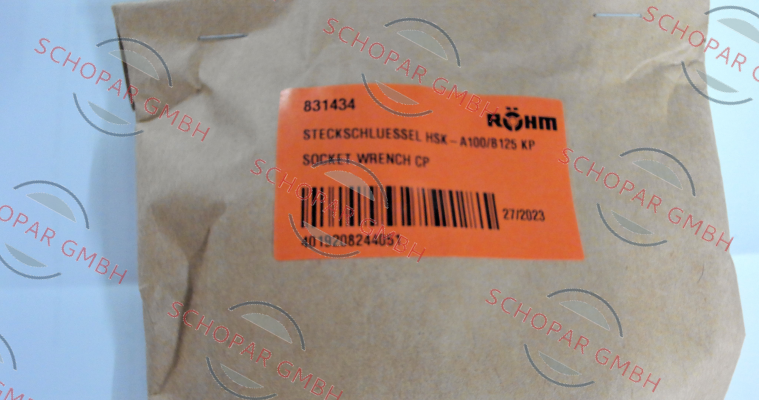 831434
RÖHM
STECKSCHLUESSEL HSK - A100/B125 KP
SOCKET WRENCH CP
27/2023
4019208244051
SCHOPAR GMBH
SCHOPAR GMBH
SCHOPAR GMBH
SCHOPAR GMBH
SCHOPAR GMBH
SCHOPAR GMBH
SCHOPAR GMBH
SCHOPAR GMBH